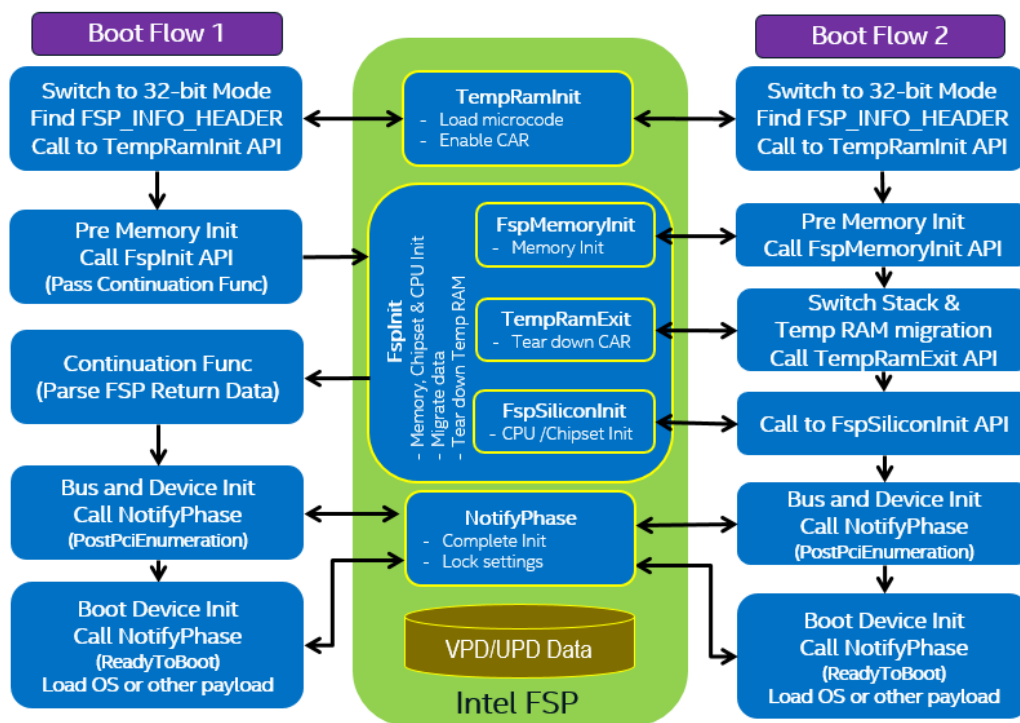 Boot Flow 1
Switch to 32-bit Mode
Find FSP_INFO_HEADER
Call to TempRamInit API
Pre Memory Init
Call FspInit API
(Pass Continuation Func)
Continuation Func
(Parse FSP Return Data)
Bus and Device Init
Call NotifyPhase
(PostPciEnumeration)
Boot Device Init
Call NotifyPhase
(ReadyToBoot)
Load OS or other payload
TempRamInit
- Load microcode
- Enable CAR
FspInit
- Memory, Chipset & CPU Init
- Migrate data
- Tear down Temp RAM
FspMemoryInit
- Memory Init
TempRamExit
- Tear down CAR
FspSiliconInit
- CPU /Chipset Init
NotifyPhase
- Complete Init
- Lock settings
VPD/UPD Data
Intel FSP
Boot Flow 2
Switch to 32-bit Mode
Find FSP_INFO_HEADER
Call to TempRamInit API
Pre Memory Init
Call FspMemoryInit API
Switch Stack &
Temp RAM migration
Call TempRamExit API
Call to FspSiliconInit API
Bus and Device Init
Call NotifyPhase
(PostPciEnumeration)
Boot Device Init
Call NotifyPhase
(ReadyToBoot)
Load OS or other payload